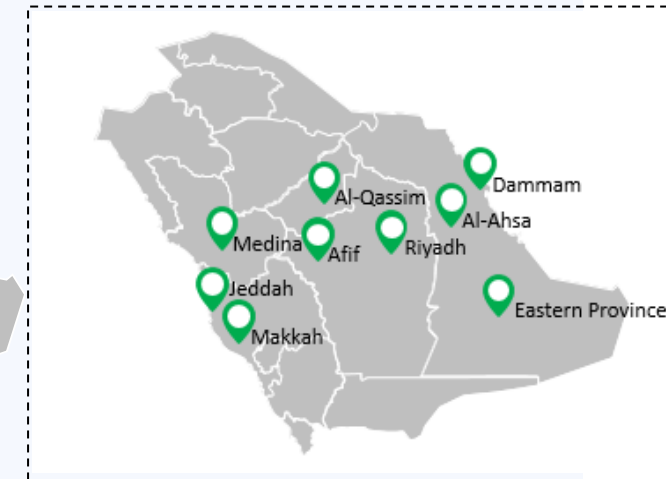 Dammam
Al-Qassim
Al-Ahsa
Medina
Afif
Riyadh
Jeddah
Eastern Province
Makkah